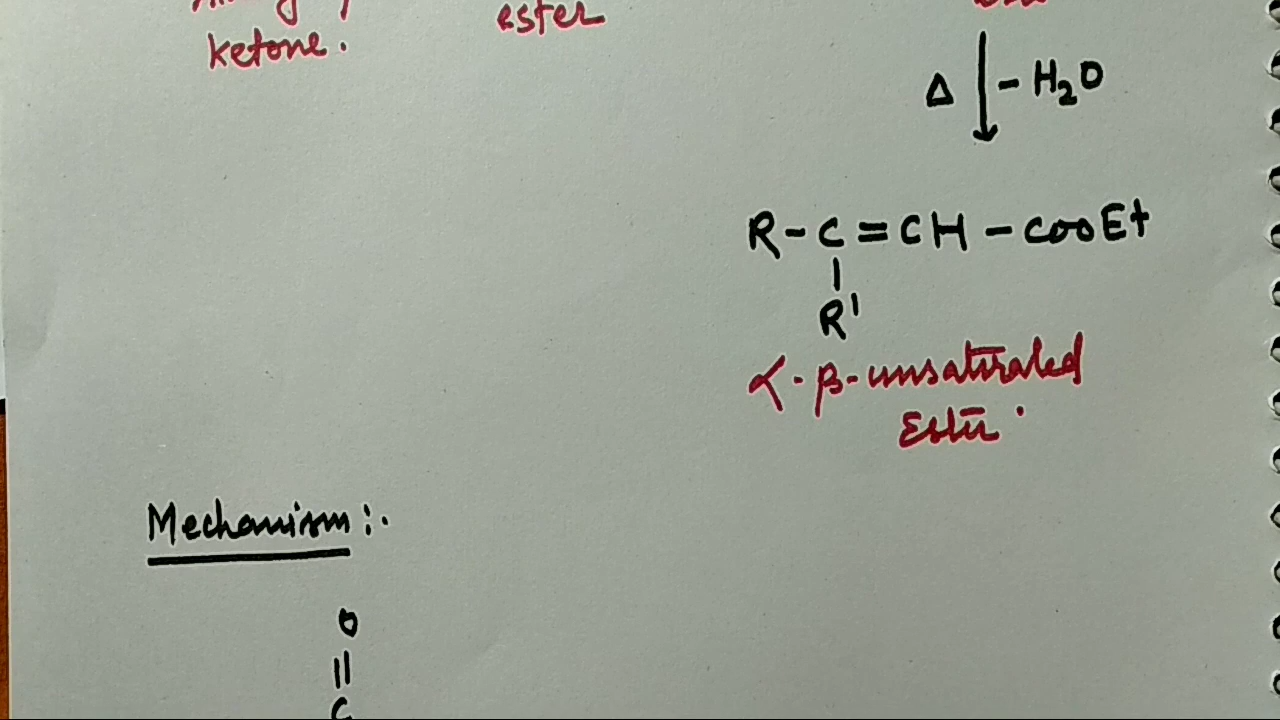 ketone.
ester
Δ - H₂O
R - C = CH - COOEt
|
R'
α-β-unsaturated
Ester.
Mechanism :-
O
||
C